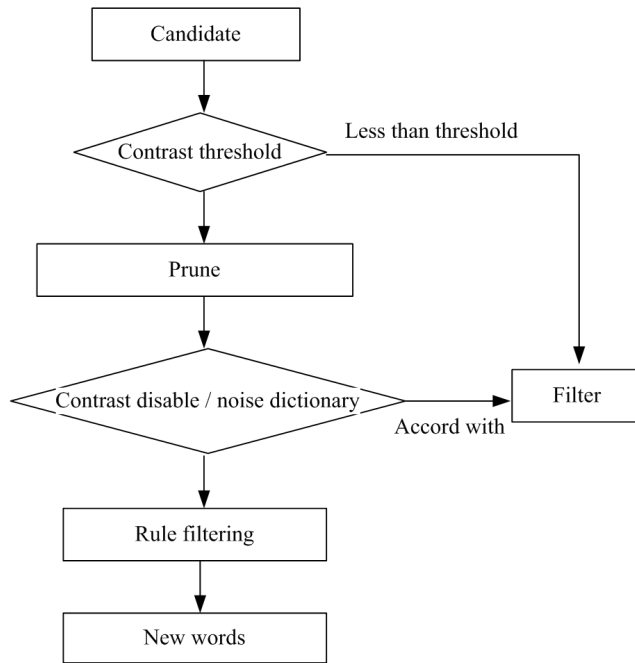 Candidate
Less than threshold
Contrast threshold
Prune
Contrast disable / noise dictionary
Filter
Accord with
Rule filtering
New words